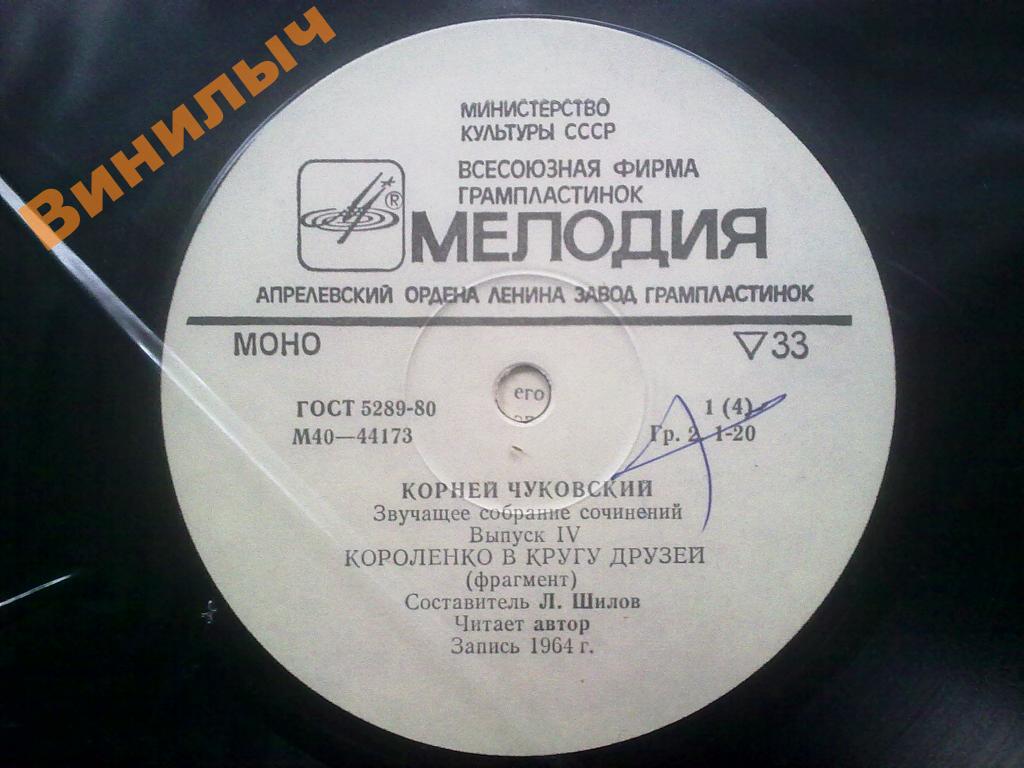 Винилыч
МИНИСТЕРСТВО
КУЛЬТУРЫ СССР
ВСЕСОЮЗНАЯ ФИРМА
ГРАМПЛАСТИНОК
®
МЕЛОДИЯ
АПРЕЛЕВСКИЙ ОРДЕНА ЛЕНИНА ЗАВОД ГРАМПЛАСТИНОК
МОНО ▽33
ГОСТ 5289-80 1 (4)
М40—44173 Гр. 2. 1-20
его
КОРНЕЙ ЧУКОВСКИЙ
Звучащее собрание сочинений
Выпуск IV
КОРОЛЕНКО В КРУГУ ДРУЗЕЙ
(фрагмент)
Составитель Л. Шилов
Читает автор
Запись 1964 г.